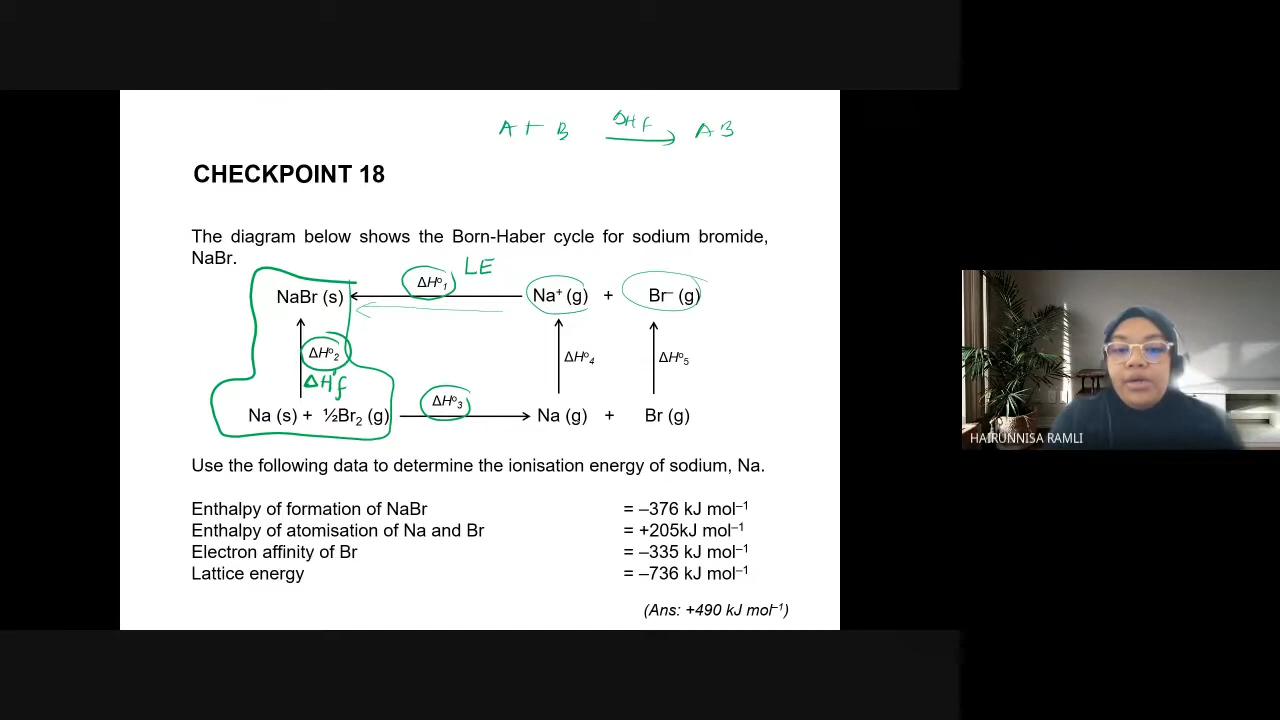 A + B ΔHf AB
CHECKPOINT 18
The diagram below shows the Born-Haber cycle for sodium bromide,
NaBr.
ΔH°₁ LE
NaBr (s) Na⁺ (g) + Br⁻ (g)
ΔH°₂ ΔH°₄ ΔH°₅
ΔH°f
ΔH°₃
Na (s) + ½Br₂ (g) Na (g) + Br (g)
Use the following data to determine the ionisation energy of sodium, Na.
Enthalpy of formation of NaBr = –376 kJ mol⁻¹
Enthalpy of atomisation of Na and Br = +205kJ mol⁻¹
Electron affinity of Br = –335 kJ mol⁻¹
Lattice energy = –736 kJ mol⁻¹
(Ans: +490 kJ mol⁻¹)
HAIRUNNISA RAMLI